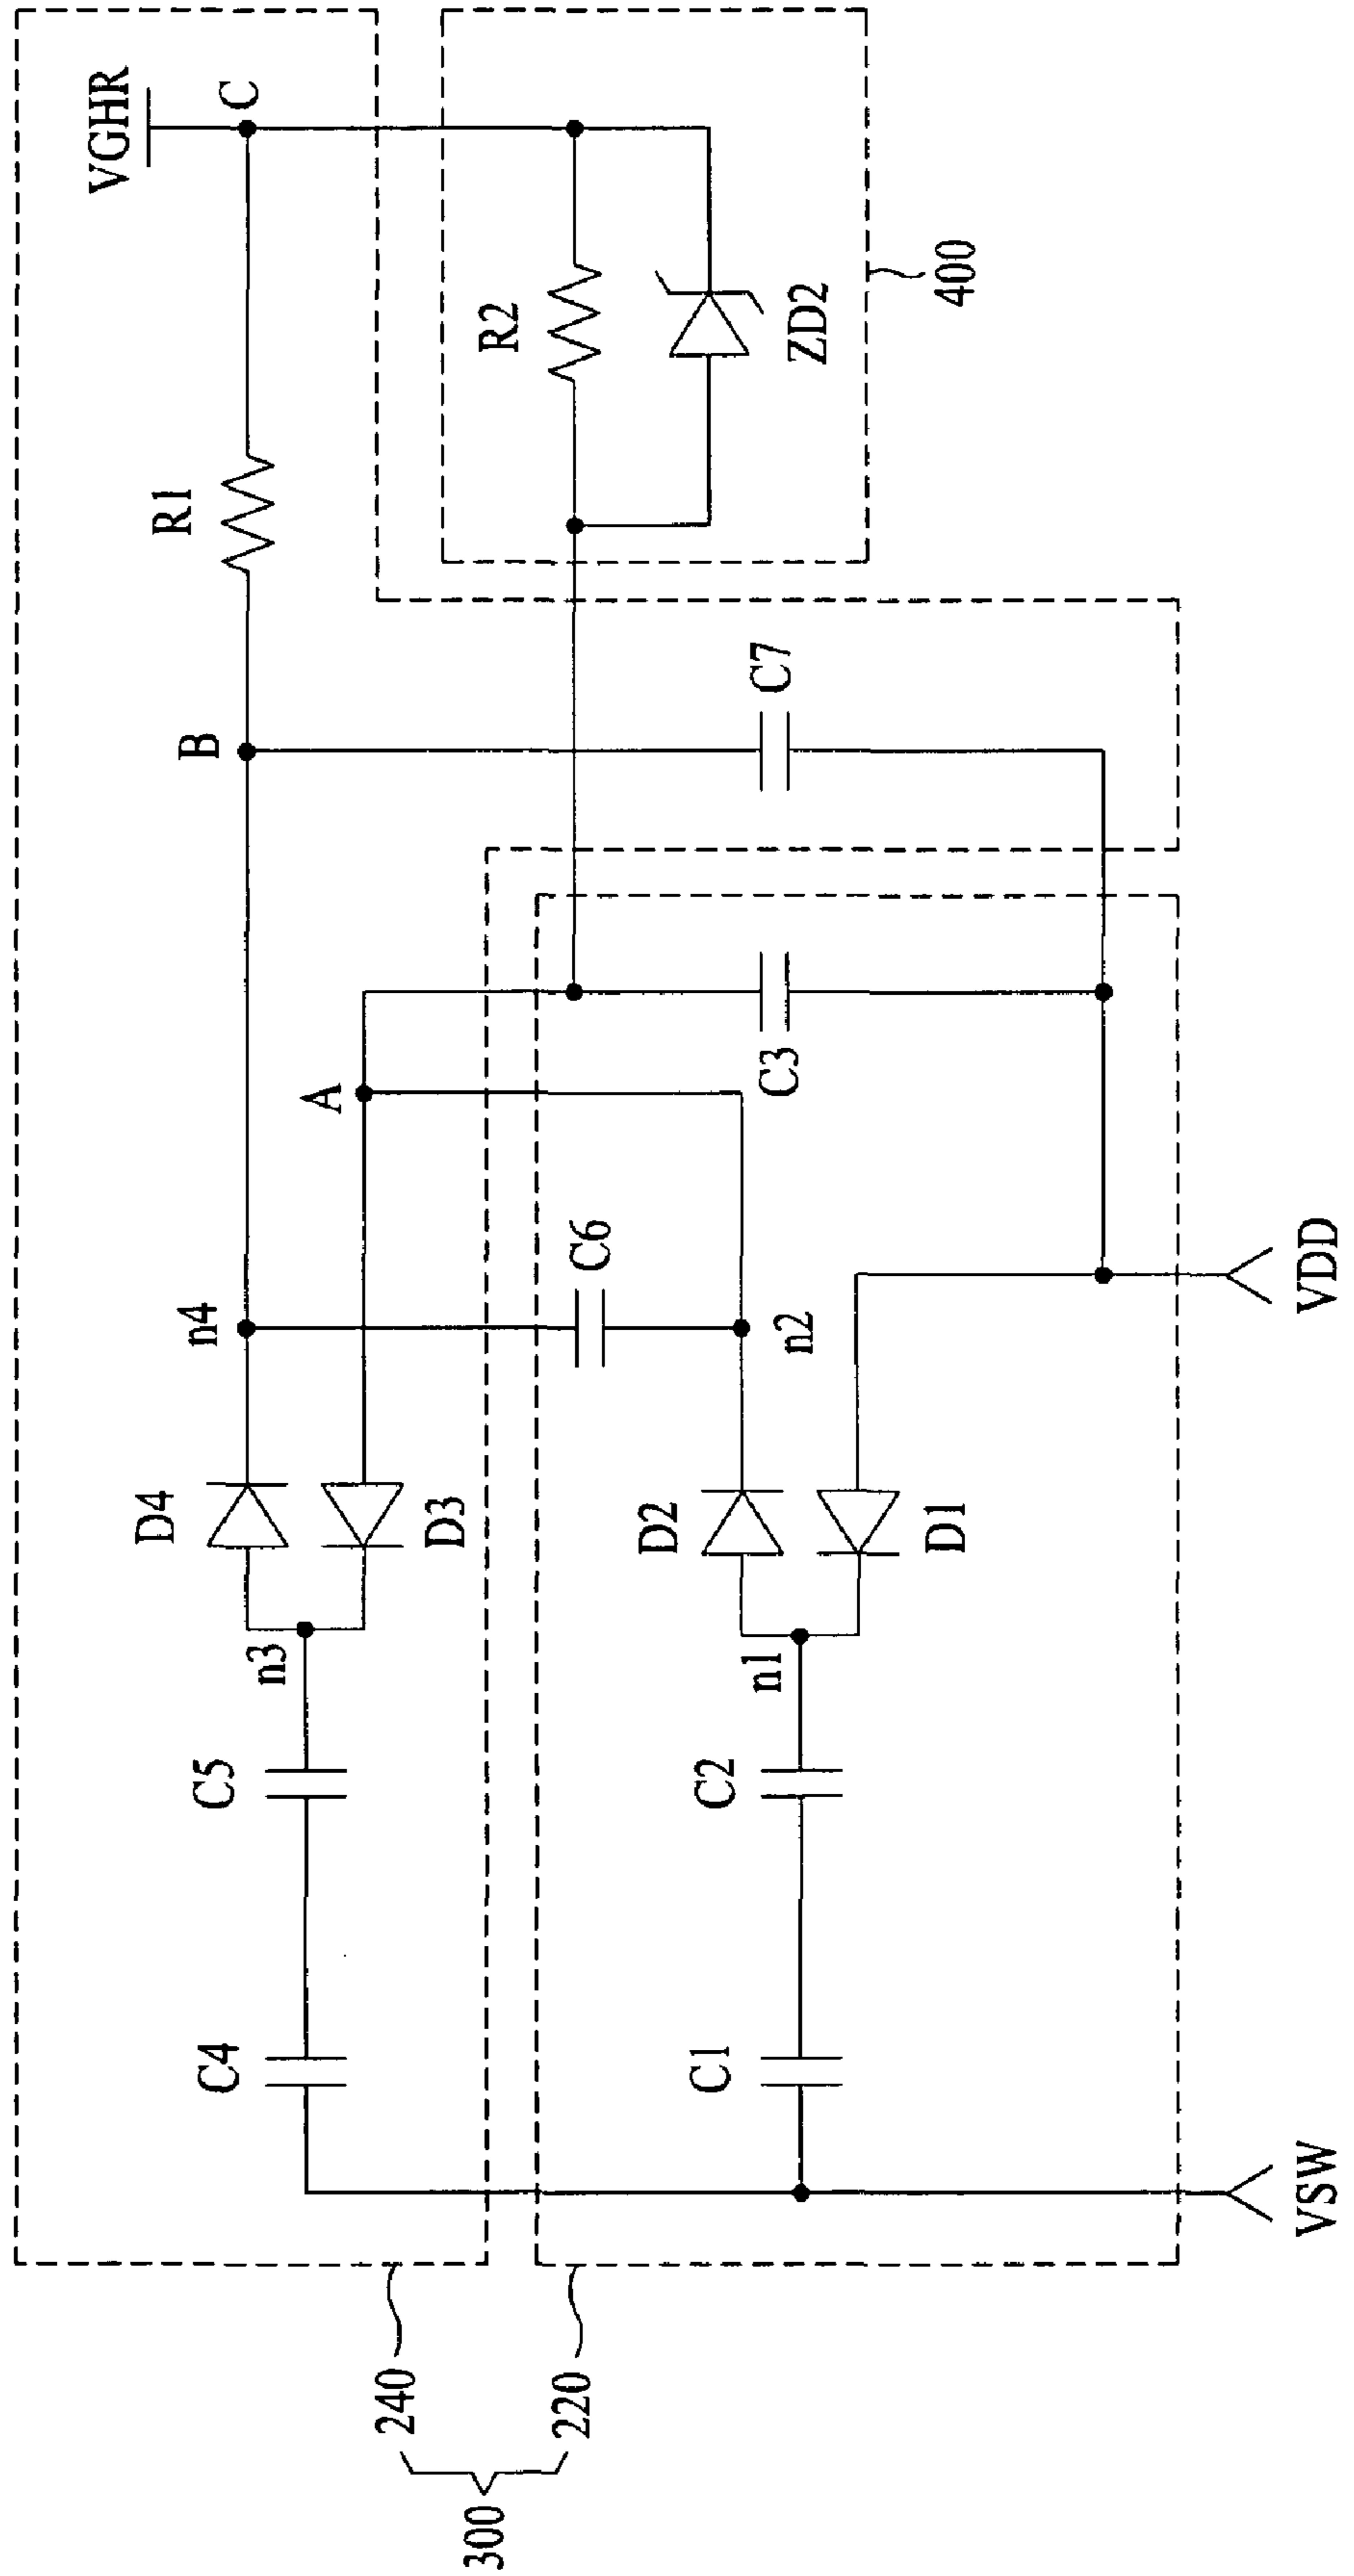 VGHR
C
R1
B
R2
ZD2
400
C7
n4
A
C3
C6
D4
D3
n2
D2
D1
n3
n1
C5
C2
C4
C1
VDD
VSW
240
220
300